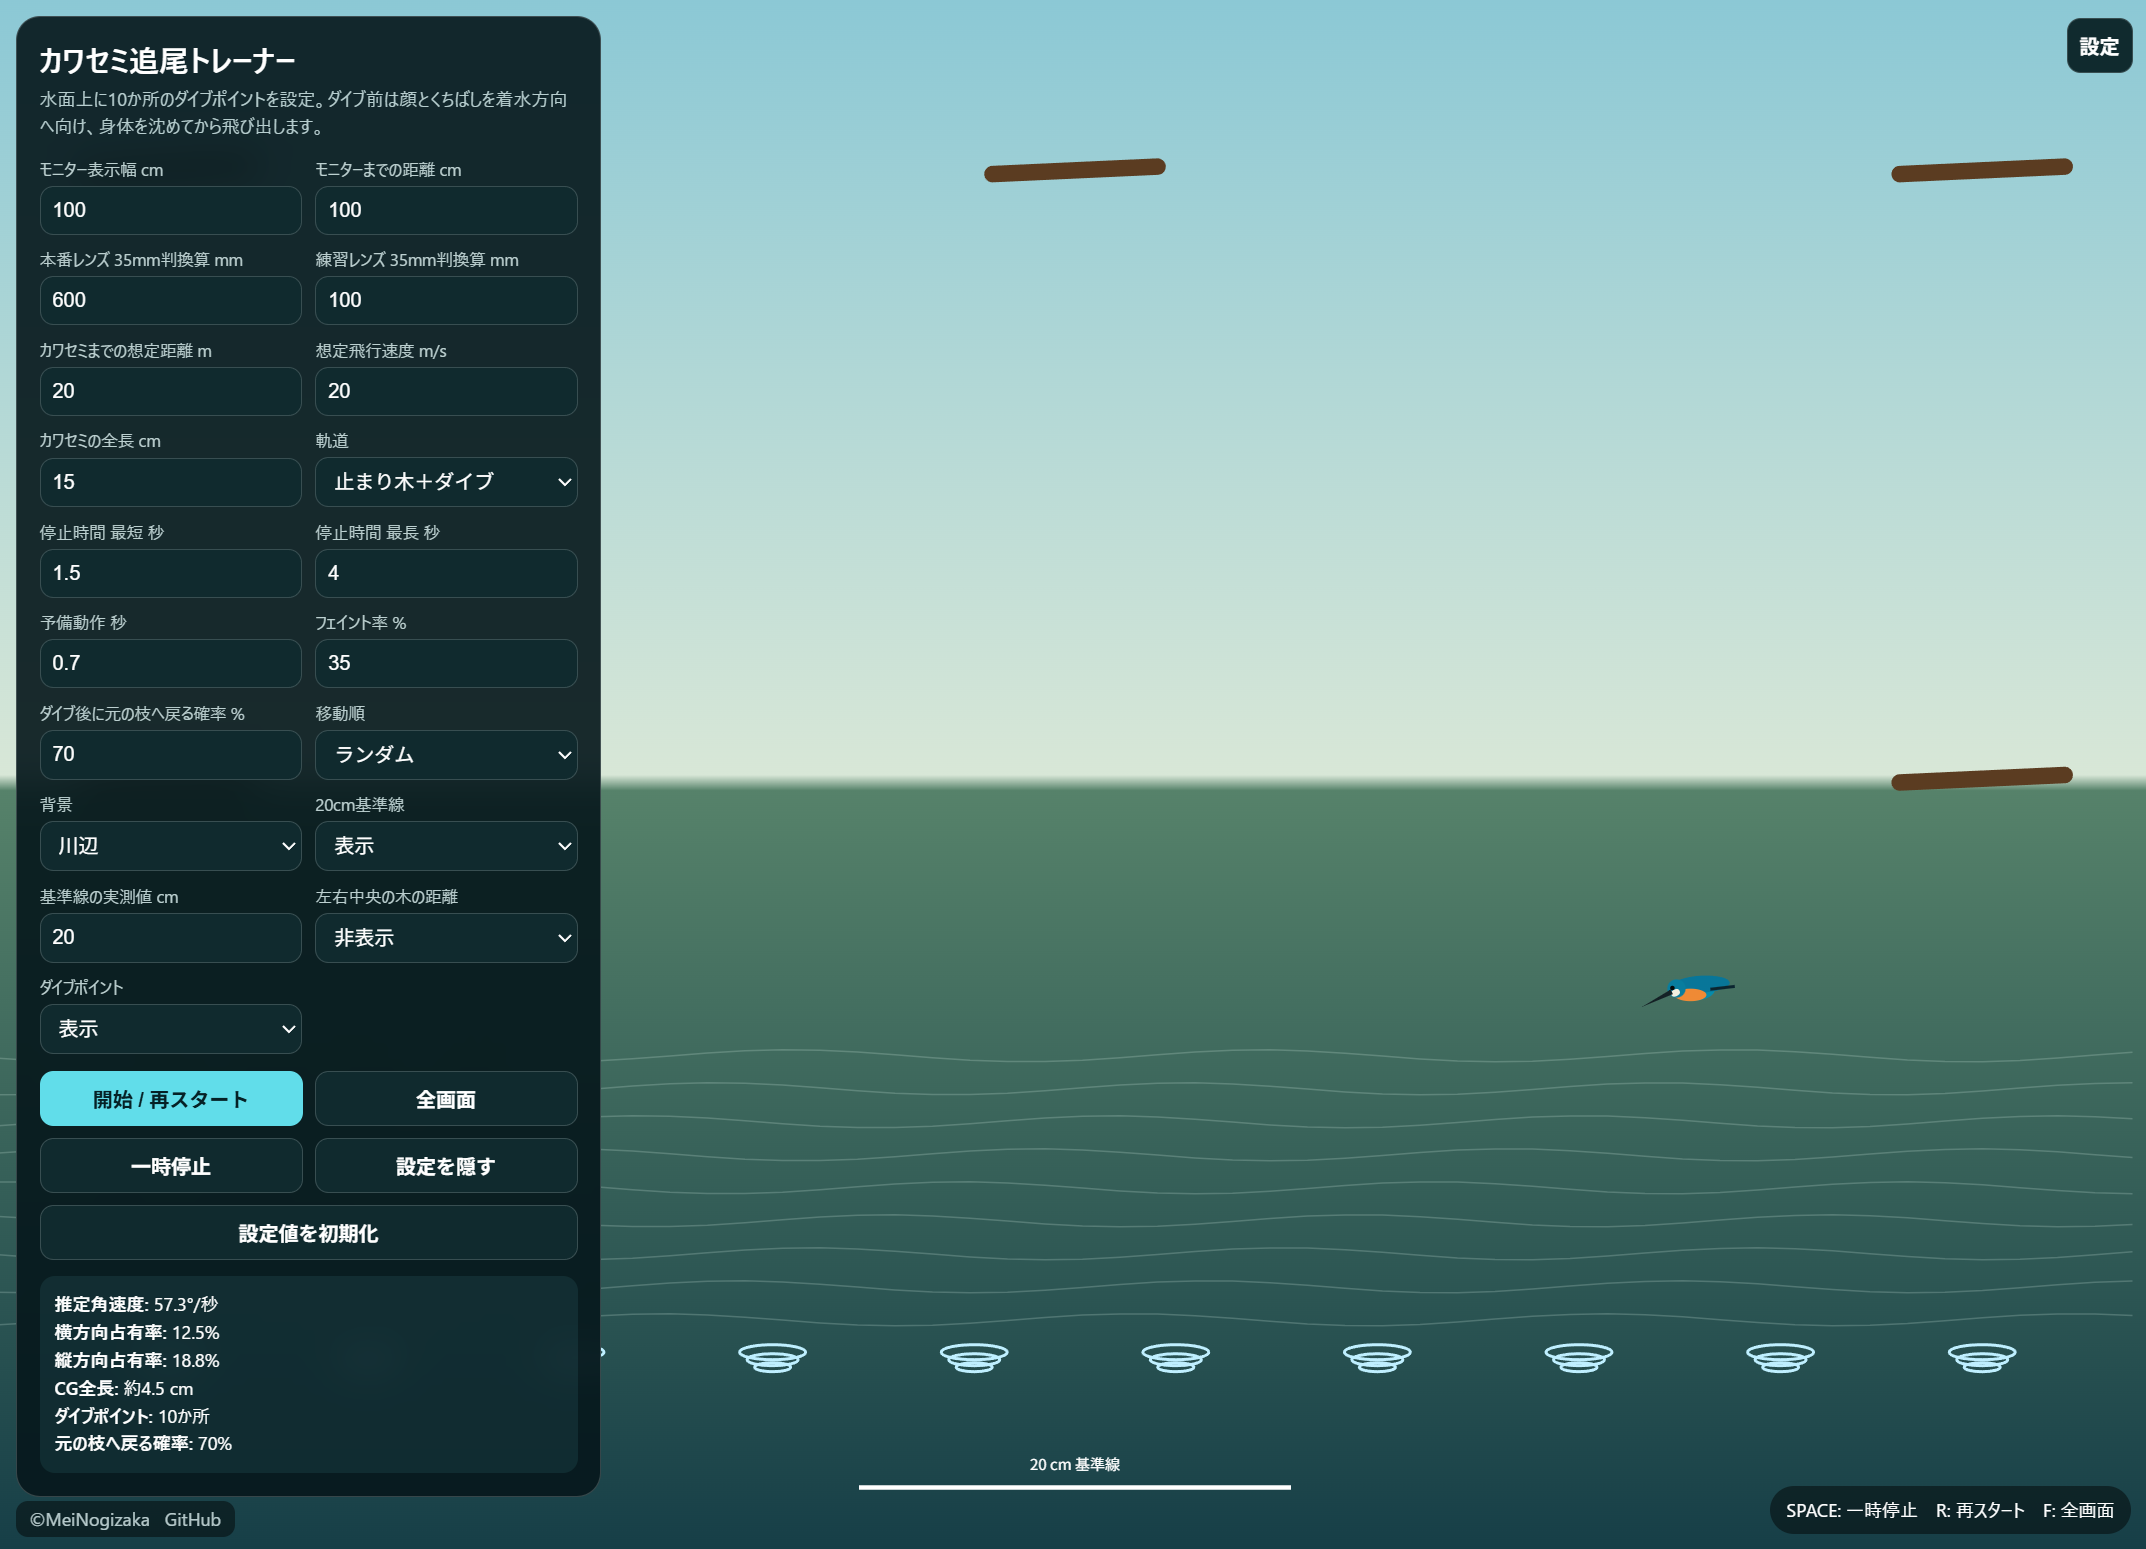 カワセミ追尾トレーナー
設定
水面上に10か所のダイブポイントを設定。ダイブ前は顔とくちばしを着水方向
へ向け、身体を沈めてから飛び出します。
モニター表示幅 cm
モニターまでの距離 cm
100
100
本番レンズ 35mm判換算 mm
練習レンズ 35mm判換算 mm
600
100
カワセミまでの想定距離 m
想定飛行速度 m/s
20
20
カワセミの全長 cm
軌道
15
止まり木＋ダイブ
停止時間 最短 秒
停止時間 最長 秒
1.5
4
予備動作 秒
フェイント率 %
0.7
35
ダイブ後に元の枝へ戻る確率 %
移動順
70
ランダム
背景
20cm基準線
川辺
表示
基準線の実測値 cm
左右中央の木の距離
20
非表示
ダイブポイント
表示
開始 / 再スタート
全画面
一時停止
設定を隠す
設定値を初期化
推定角速度: 57.3°/秒
横方向占有率: 12.5%
縦方向占有率: 18.8%
CG全長: 約4.5 cm
ダイブポイント: 10か所
元の枝へ戻る確率: 70%
20 cm 基準線
©MeiNogizaka GitHub
SPACE: 一時停止 R: 再スタート F: 全画面